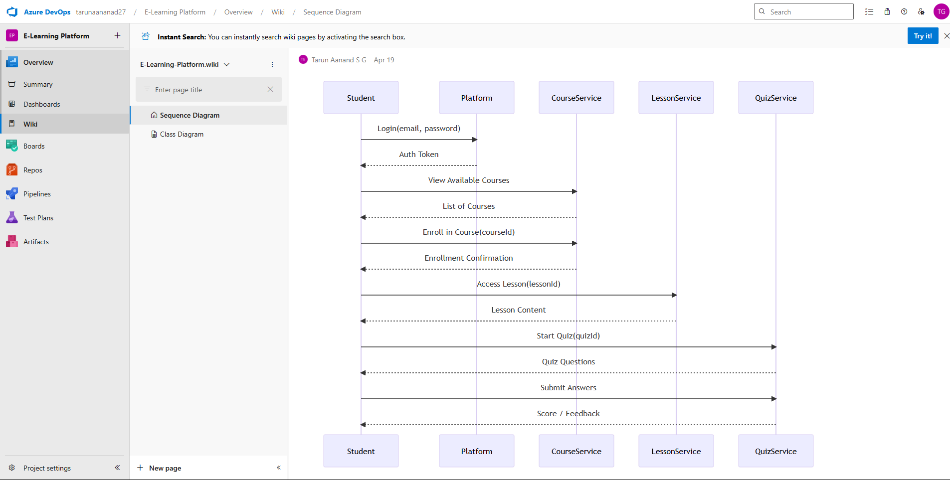 Azure DevOps tarunaananad27 / E-Learning Platform / Overview / Wiki / Sequence Diagram Search TG
EP E-Learning Platform +
Instant Search: You can instantly search wiki pages by activating the search box. Try it!
Overview
Summary
Dashboards
Wiki
Boards
Repos
Pipelines
Test Plans
Artifacts
Project settings
E-Learning-Platform.wiki
Enter page title
Sequence Diagram
Class Diagram
+ New page
TG Tarun Aanand S.G Apr 19
Student Platform CourseService LessonService QuizService
Login(email, password)
Auth Token
View Available Courses
List of Courses
Enroll in Course(courseId)
Enrollment Confirmation
Access Lesson(lessonId)
Lesson Content
Start Quiz(quizId)
Quiz Questions
Submit Answers
Score / Feedback
Student Platform CourseService LessonService QuizService